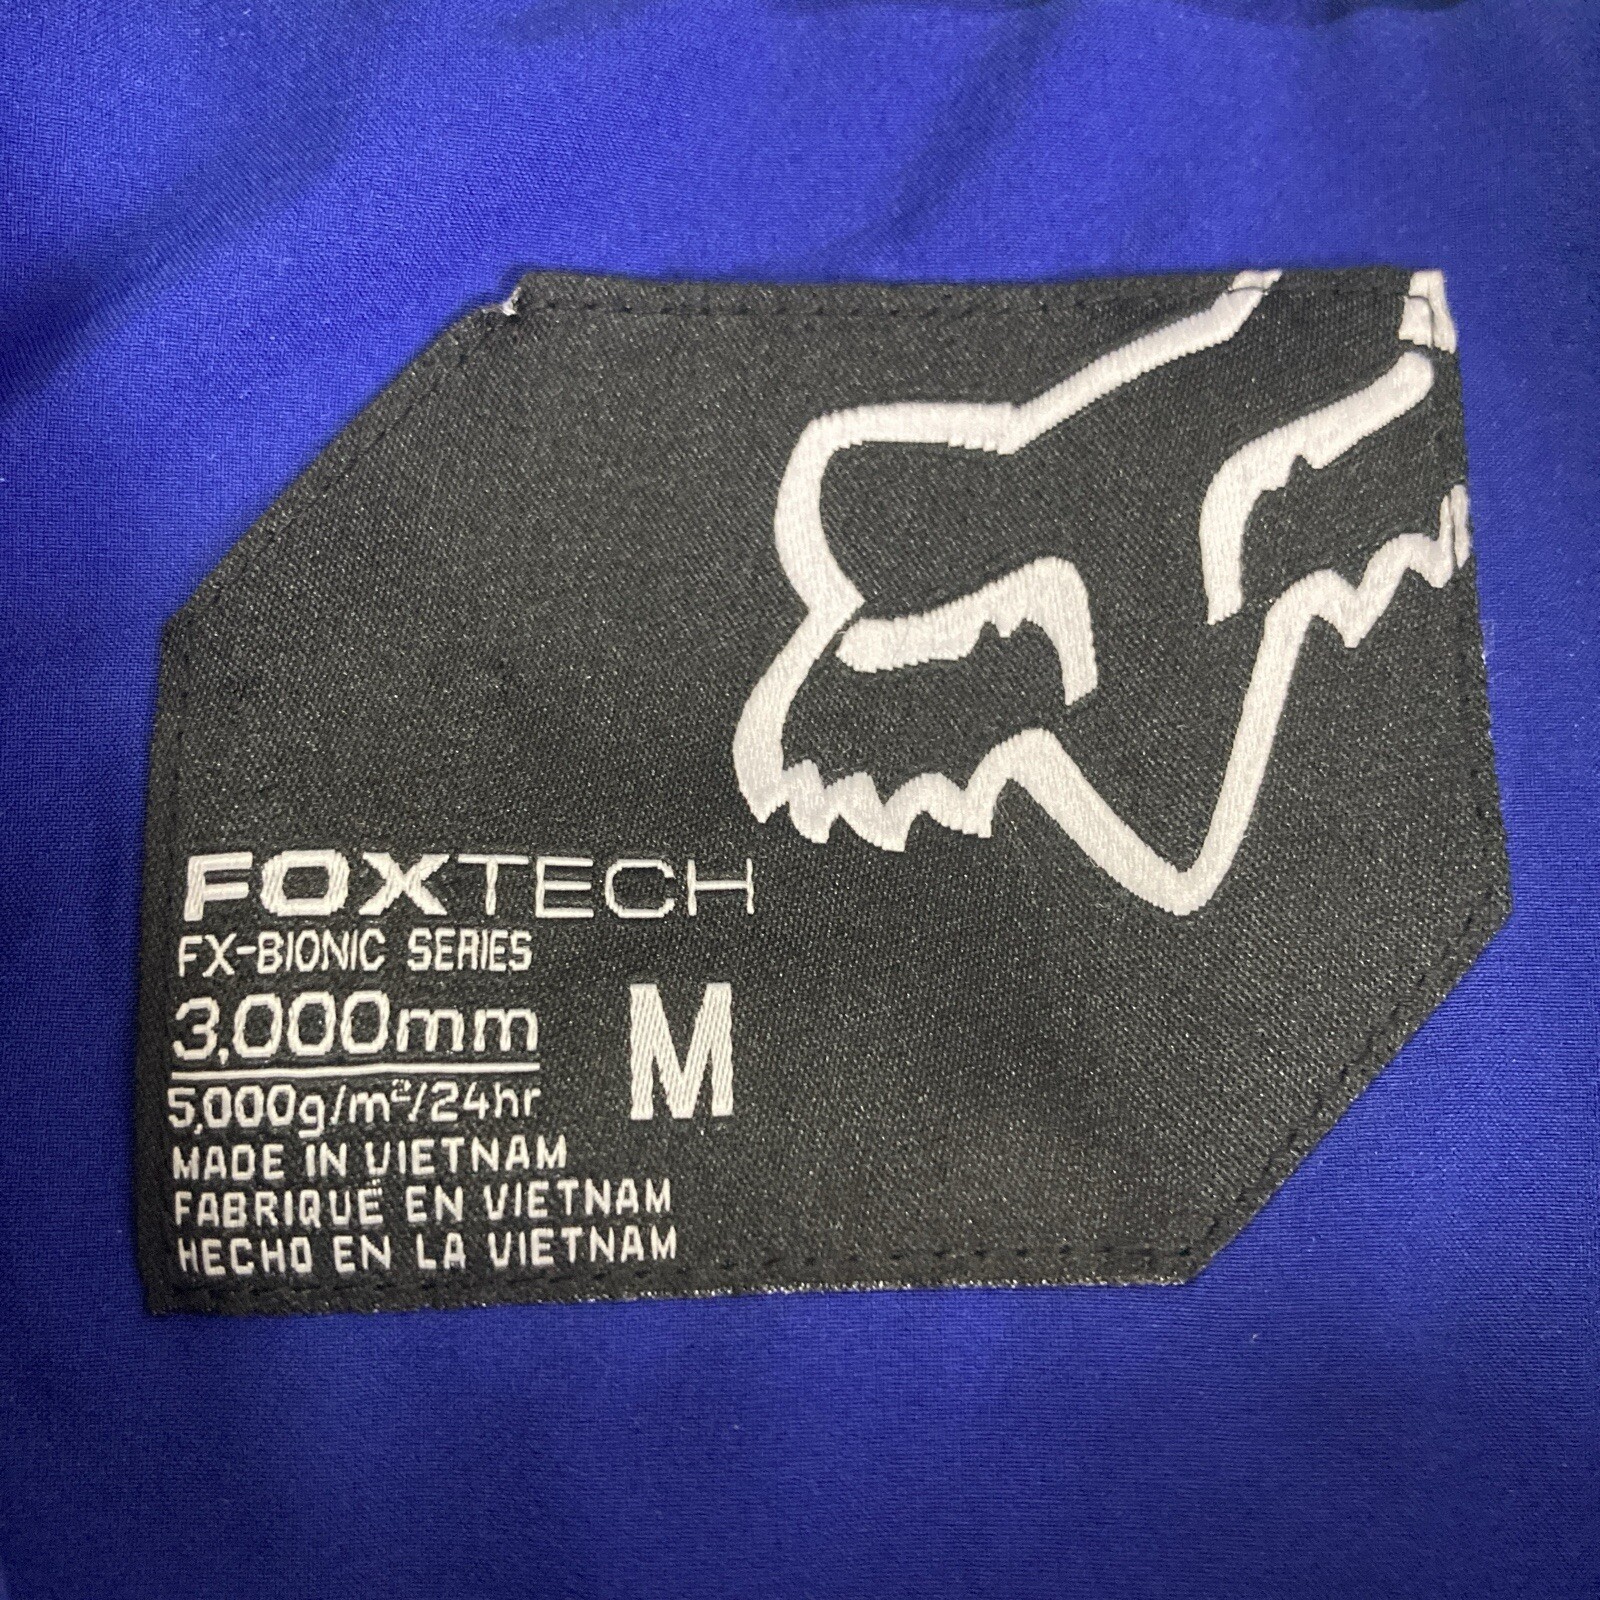 FOXTECH
FX-BIONIC SERIES
3,000mm
5,000g/m²/24hr
M
MADE IN VIETNAM
FABRIQUÉ EN VIETNAM
HECHO EN LA VIETNAM